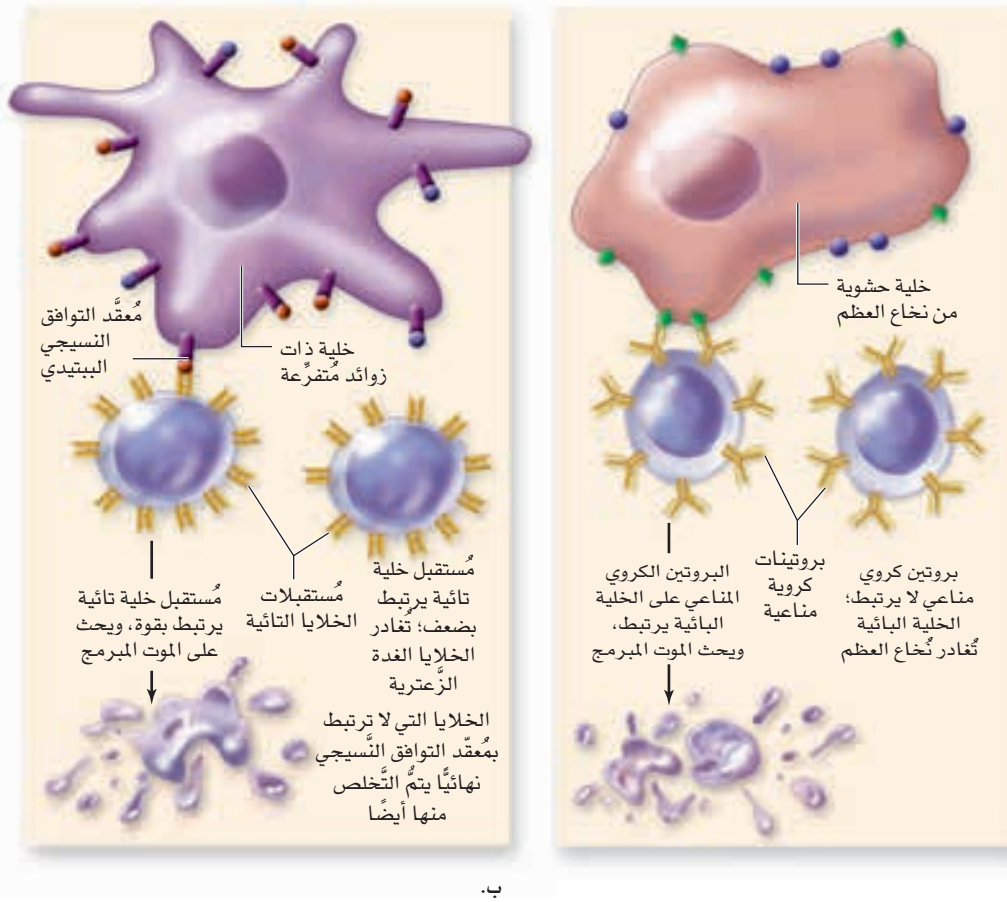 خلية حشوية
من نخاع العظم
بروتين كروي
مناعي لا يرتبط؛
الخلية البائية
تُغادر نُخاع العظم
بروتينات
كروية
مناعية
البروتين الكروي
المناعي على الخلية
البائية يرتبط،
ويحث الموت المبرمج
مُعقَّد التوافق
النسيجي
الببتيدي
خلية ذات
زوائد مُتفرِّعة
مُستقبل خلية
تائية يرتبط
بضعف؛ تُغادر
الخلايا الغدة
الزَّعترية
مُستقبلات
الخلايا التائية
مُستقبل خلية تائية
يرتبط بقوة، ويحث
على الموت المبرمج
الخلايا التي لا ترتبط
بمُعقّد التوافق النَّسيجي
نهائيًّا يتمُّ التَّخلص
منها أيضًا
ب.